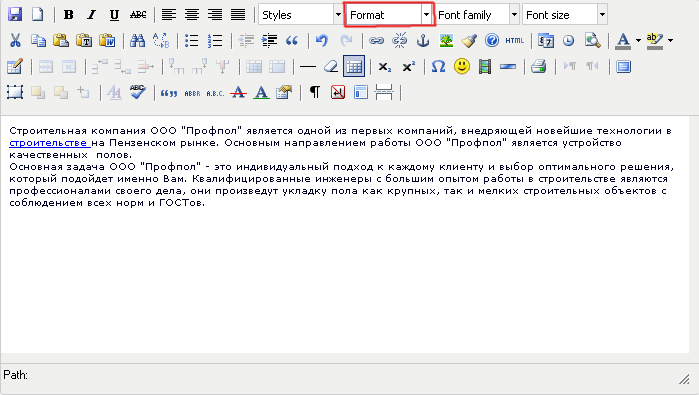 B I U ABC Styles Format Font family Font size
HTML A ab
x₂ x² Ω
ABBR A.B.C. A A ¶
Строительная компания ООО "Профпол" является одной из первых компаний, внедряющей новейшие технологии в
строительстве на Пензенском рынке. Основным направлением работы ООО "Профпол" является устройство
качественных полов.
Основная задача ООО "Профпол" - это индивидуальный подход к каждому клиенту и выбор оптимального решения,
который подойдет именно Вам. Квалифицированные инженеры с большим опытом работы в строительстве являются
профессионалами своего дела, они произведут укладку пола как крупных, так и мелких строительных объектов с
соблюдением всех норм и ГОСТов.
Path: